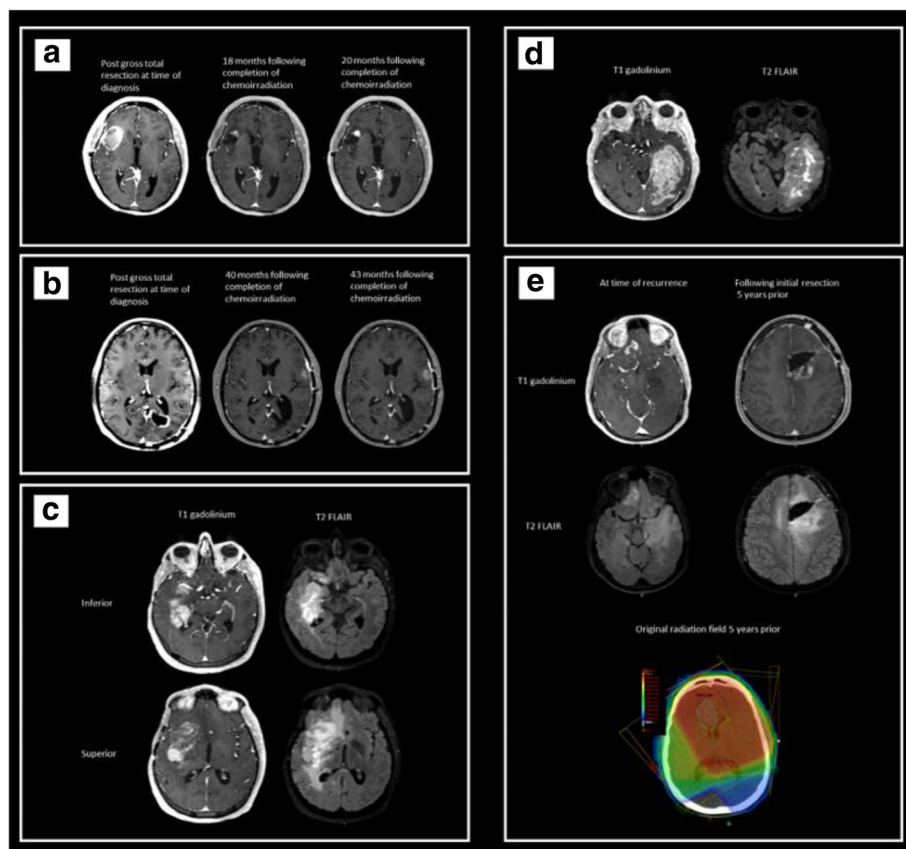 a
Post gross total
resection at time of
diagnosis
18 months following
completion of
chemoirradiation
20 months following
completion of
chemoirradiation
b
Post gross total
resection at time of
diagnosis
40 months following
completion of
chemoirradiation
43 months following
completion of
chemoirradiation
c
T1 gadolinium
T2 FLAIR
Inferior
Superior
d
T1 gadolinium
T2 FLAIR
e
At time of recurrence
Following initial resection
5 years prior
T1 gadolinium
T2 FLAIR
Original radiation field 5 years prior